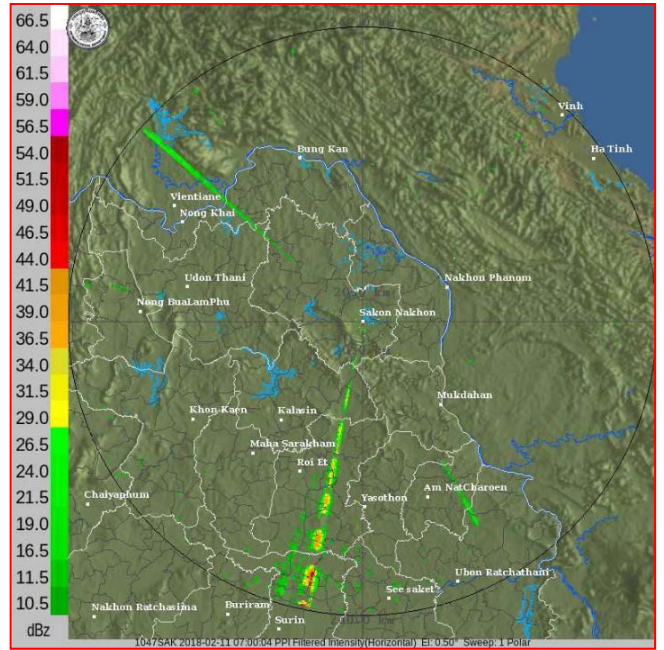 66.5
64.0
61.5
59.0
56.5
54.0
51.5
49.0
46.5
44.0
41.5
39.0
36.5
34.0
31.5
29.0
26.5
24.0
21.5
19.0
16.5
11.5
10.5
dBz
Vinh
Ha Tinh
Bung Kan
Vientiane
Nong Khai
Udon Thani
Nakhon Phanom
Nong BuaLamPhu
Sakon Nakhon
Mukdahan
Khon Kaen
Kalasin
Maha Sarakham
Roi Et
Am NatCharoen
Chaiyaphum
Yasothon
Ubon Ratchathani
See saket
Nakhon Ratchasima
Buriram
Surin
1047SAK 2018-02-11 07:00:04 PPI Filtered Intensity(Horizontal) El: 0.50° Sweep: 1 Polar